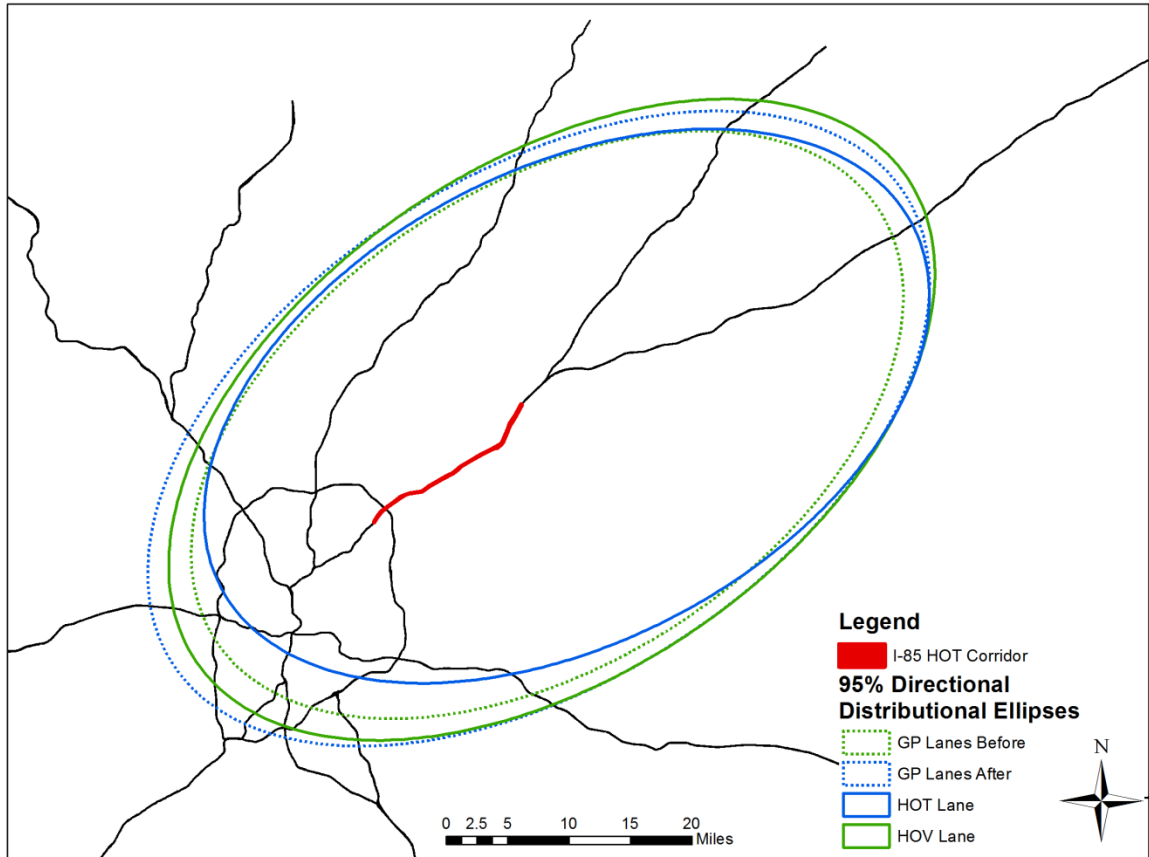 Legend
I-85 HOT Corridor
95% Directional
Distributional Ellipses
GP Lanes Before
GP Lanes After
HOT Lane
HOV Lane
N
0 2.5 5 10 15 20
Miles